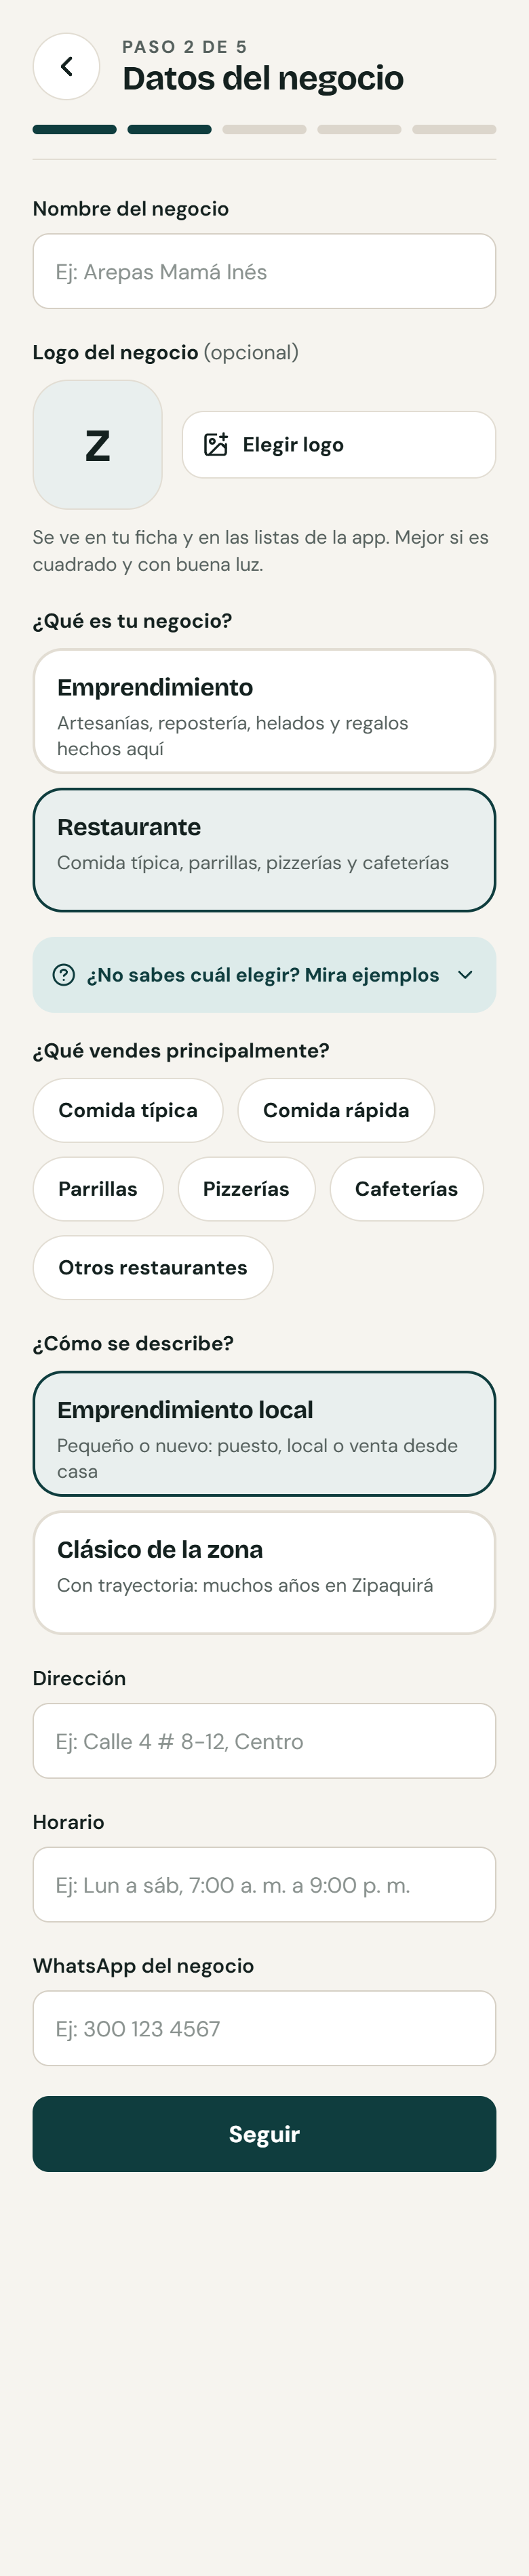 PASO 2 DE 5
Datos del negocio
Nombre del negocio
Ej: Arepas Mamá Inés
Logo del negocio (opcional)
Z
Elegir logo
Se ve en tu ficha y en las listas de la app. Mejor si es
cuadrado y con buena luz.
¿Qué es tu negocio?
Emprendimiento
Artesanías, repostería, helados y regalos
hechos aquí
Restaurante
Comida típica, parrillas, pizzerías y cafeterías
¿No sabes cuál elegir? Mira ejemplos
¿Qué vendes principalmente?
Comida típica
Comida rápida
Parrillas
Pizzerías
Cafeterías
Otros restaurantes
¿Cómo se describe?
Emprendimiento local
Pequeño o nuevo: puesto, local o venta desde
casa
Clásico de la zona
Con trayectoria: muchos años en Zipaquirá
Dirección
Ej: Calle 4 # 8-12, Centro
Horario
Ej: Lun a sáb, 7:00 a. m. a 9:00 p. m.
WhatsApp del negocio
Ej: 300 123 4567
Seguir